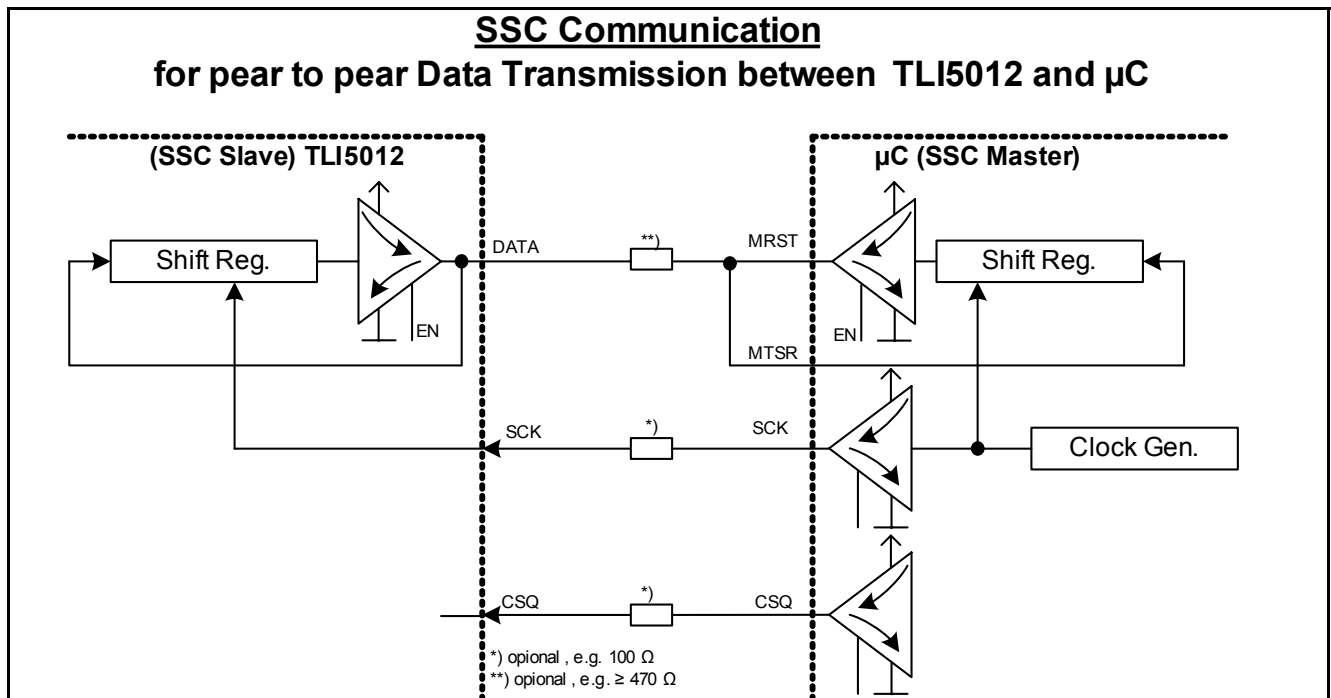 SSC Communication
for pear to pear Data Transmission between TLI5012 and µC
(SSC Slave) TLI5012
µC (SSC Master)
Shift Reg.
EN
DATA
**)
MRST
MTSR
EN
Shift Reg.
SCK
*)
SCK
Clock Gen.
CSQ
*)
CSQ
*) opional , e.g. 100 Ω
**) opional , e.g. ≥ 470 Ω